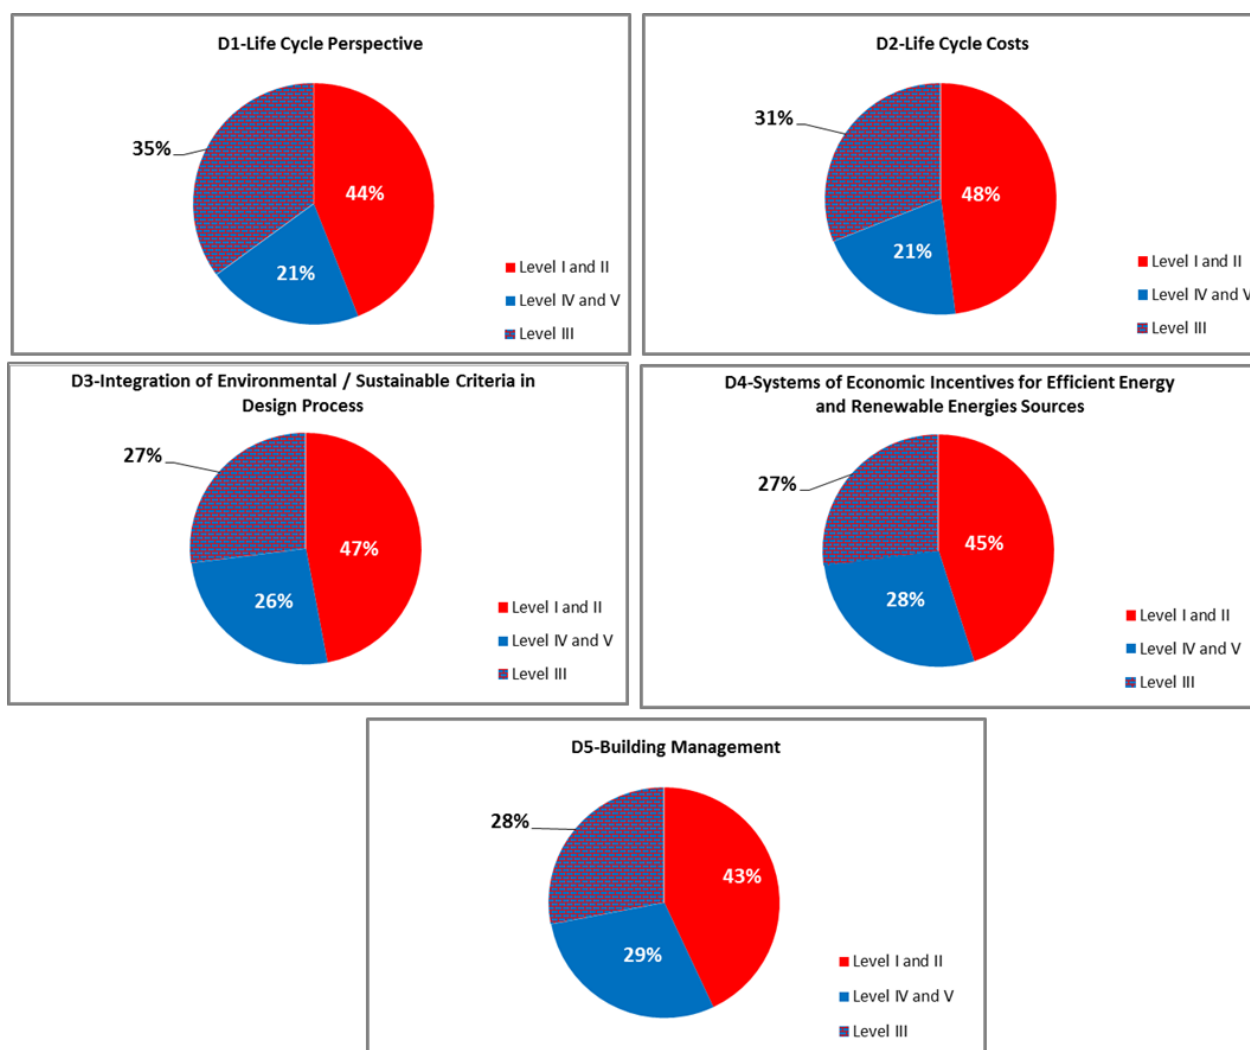 D1-Life Cycle Perspective
35%
44%
21%
Level I and II
Level IV and V
Level III
D2-Life Cycle Costs
31%
48%
21%
Level I and II
Level IV and V
Level III
D3-Integration of Environmental / Sustainable Criteria in
Design Process
27%
47%
26%
Level I and II
Level IV and V
Level III
D4-Systems of Economic Incentives for Efficient Energy
and Renewable Energies Sources
27%
45%
28%
Level I and II
Level IV and V
Level III
D5-Building Management
28%
43%
29%
Level I and II
Level IV and V
Level III